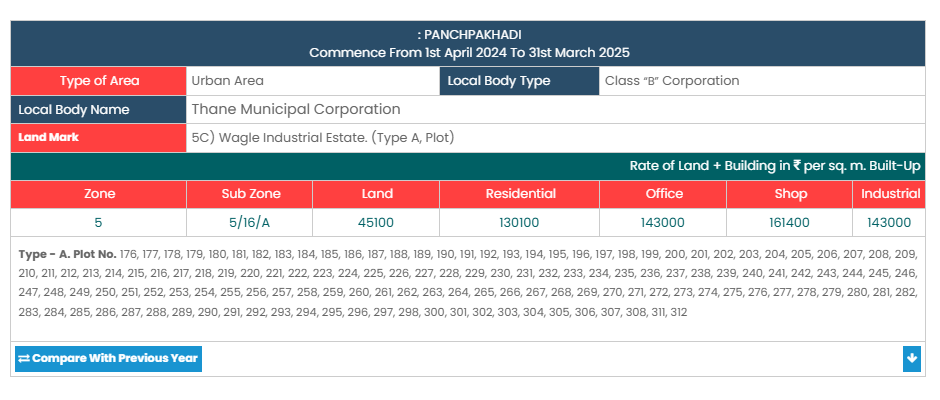 : PANCHPAKHADI
Commence From 1st April 2024 To 31st March 2025
Type of Area Urban Area Local Body Type Class "B" Corporation
Local Body Name Thane Municipal Corporation
Land Mark 5C) Wagle Industrial Estate. (Type A, Plot)
Rate of Land + Building in ₹ per sq. m. Built-Up
Zone Sub Zone Land Residential Office Shop Industrial
5 5/16/A 45100 130100 143000 161400 143000
Type - A. Plot No. 176, 177, 178, 179, 180, 181, 182, 183, 184, 185, 186, 187, 188, 189, 190, 191, 192, 193, 194, 195, 196, 197, 198, 199, 200, 201, 202, 203, 204, 205, 206, 207, 208, 209,
210, 211, 212, 213, 214, 215, 216, 217, 218, 219, 220, 221, 222, 223, 224, 225, 226, 227, 228, 229, 230, 231, 232, 233, 234, 235, 236, 237, 238, 239, 240, 241, 242, 243, 244, 245, 246,
247, 248, 249, 250, 251, 252, 253, 254, 255, 256, 257, 258, 259, 260, 261, 262, 263, 264, 265, 266, 267, 268, 269, 270, 271, 272, 273, 274, 275, 276, 277, 278, 279, 280, 281, 282,
283, 284, 285, 286, 287, 288, 289, 290, 291, 292, 293, 294, 295, 296, 297, 298, 300, 301, 302, 303, 304, 305, 306, 307, 308, 311, 312
⇄ Compare With Previous Year